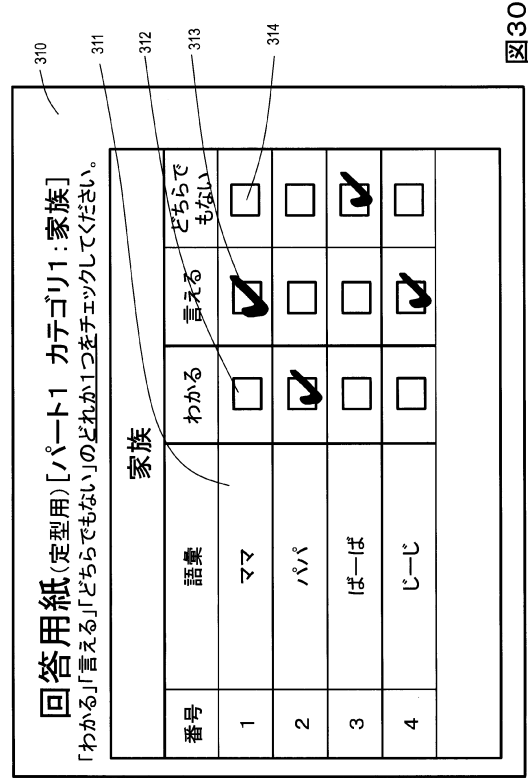 回答用紙(定型用)[パート1 カテゴリ1:家族]
「わかる」「言える」「どちらでもない」のどれか1つをチェックしてください。
家族
番号 語彙 わかる 言える どちらで
もない
1 ママ
2 パパ
3 ばーば
4 じーじ
310
311
312
313
314
図30